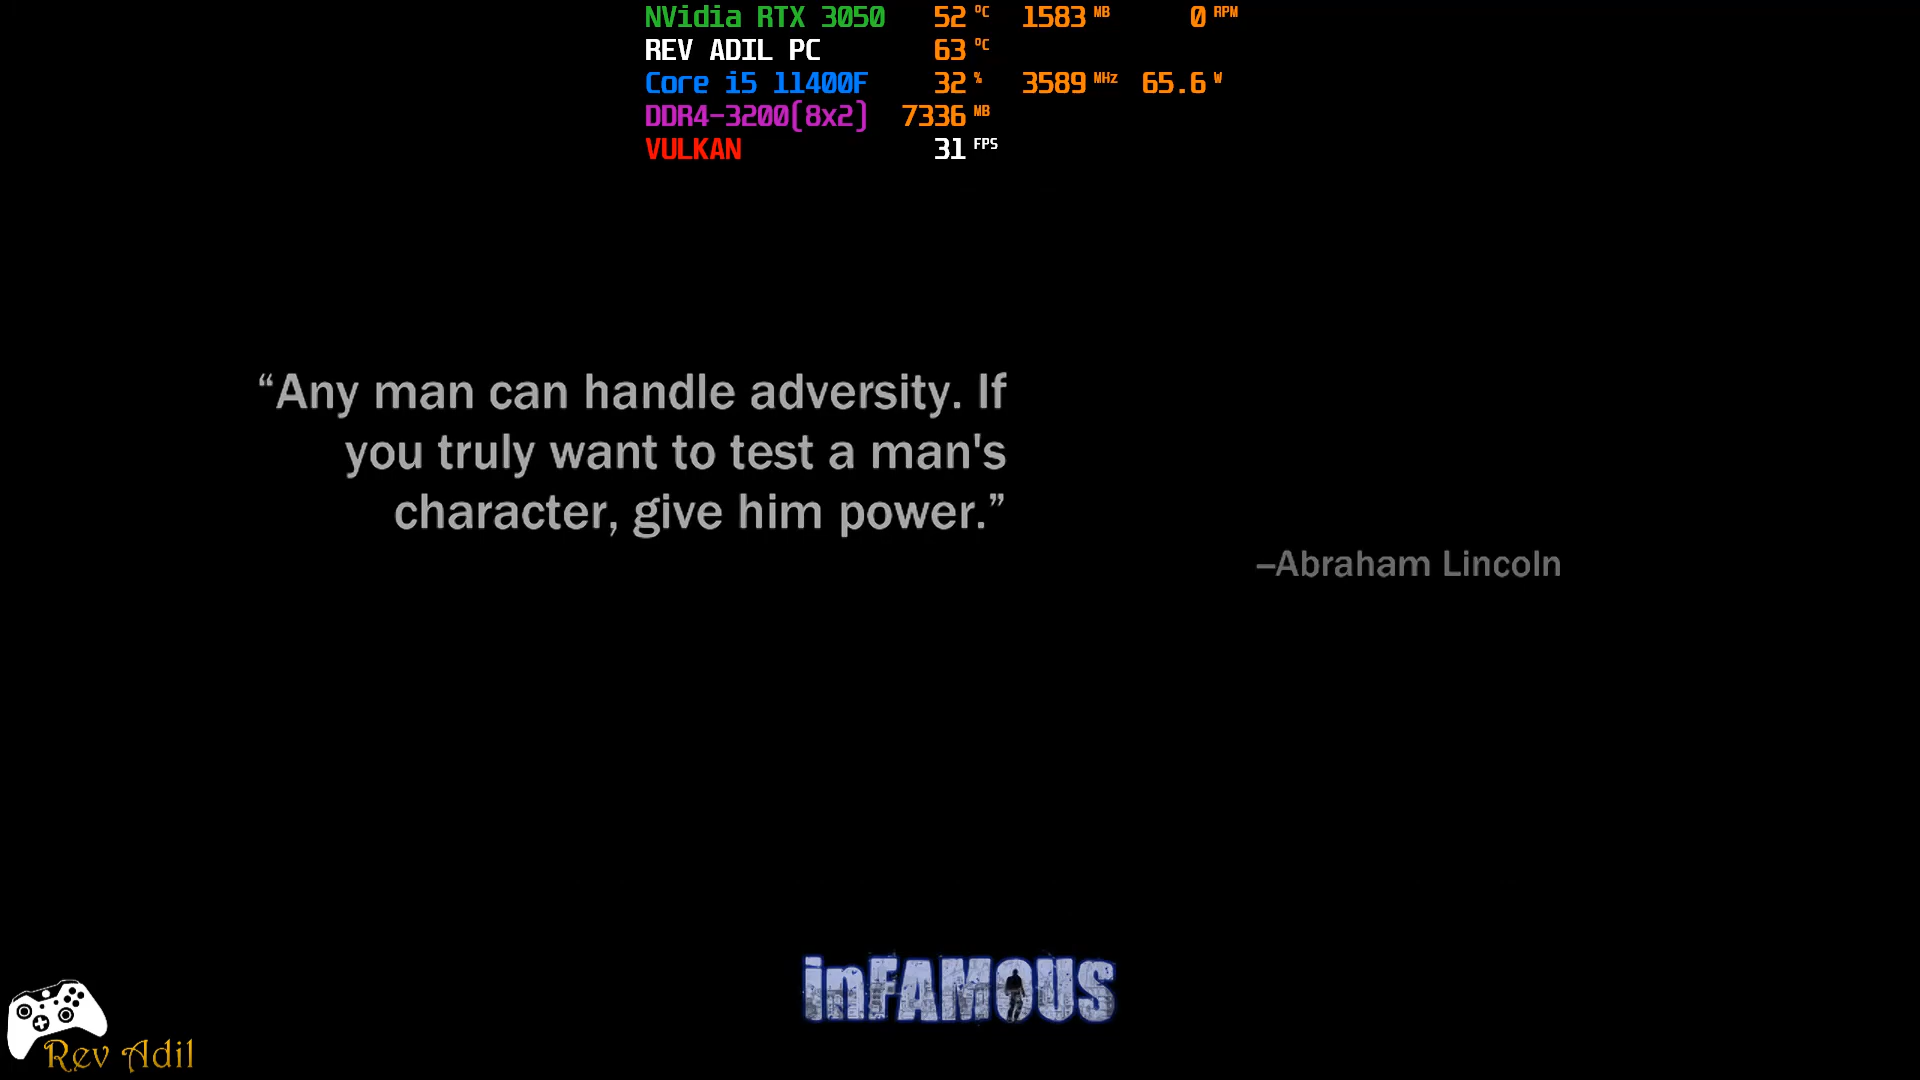 NVidia RTX 3050 52 °C 1583 MB 0 RPM
REV ADIL PC 63 °C
Core i5 11400F 32 % 3589 MHz 65.6 W
DDR4-3200(8x2) 7336 MB
VULKAN 31 FPS
“Any man can handle adversity. If
you truly want to test a man's
character, give him power.”
–Abraham Lincoln
inFAMOUS
Rev Adil